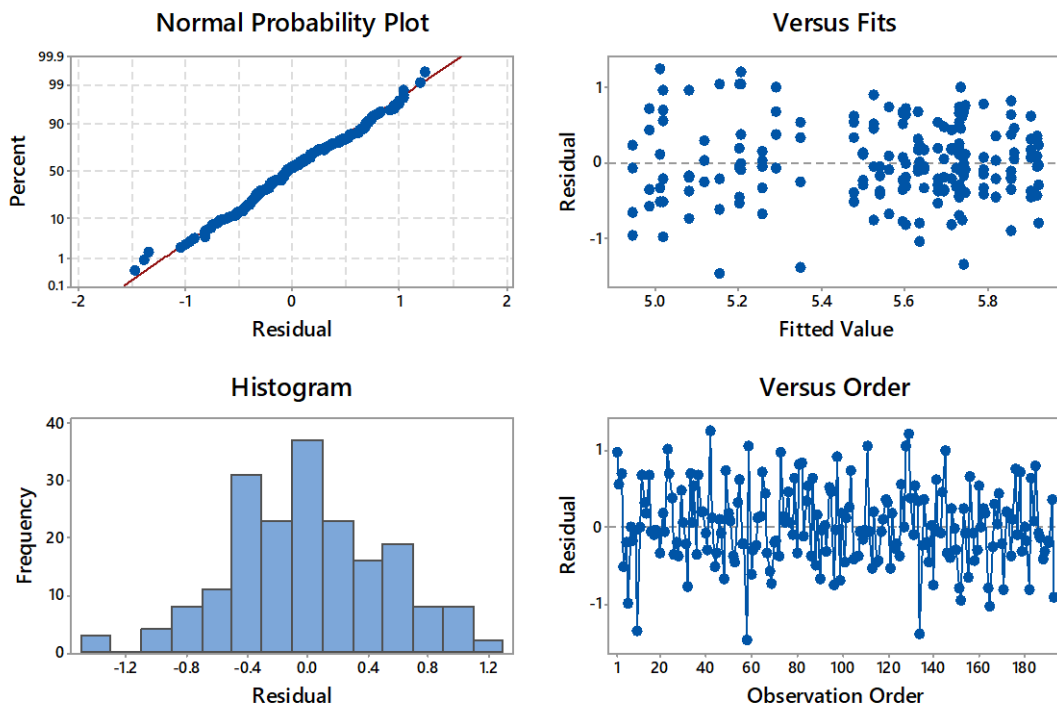 Normal Probability Plot
99.9
99
90
50
10
1
0.1
Percent
-2 -1 0 1 2
Residual
Versus Fits
1
0
-1
Residual
5.0 5.2 5.4 5.6 5.8
Fitted Value
Histogram
40
30
20
10
0
Frequency
-1.2 -0.8 -0.4 0.0 0.4 0.8 1.2
Residual
Versus Order
1
0
-1
Residual
1 20 40 60 80 100 120 140 160 180
Observation Order